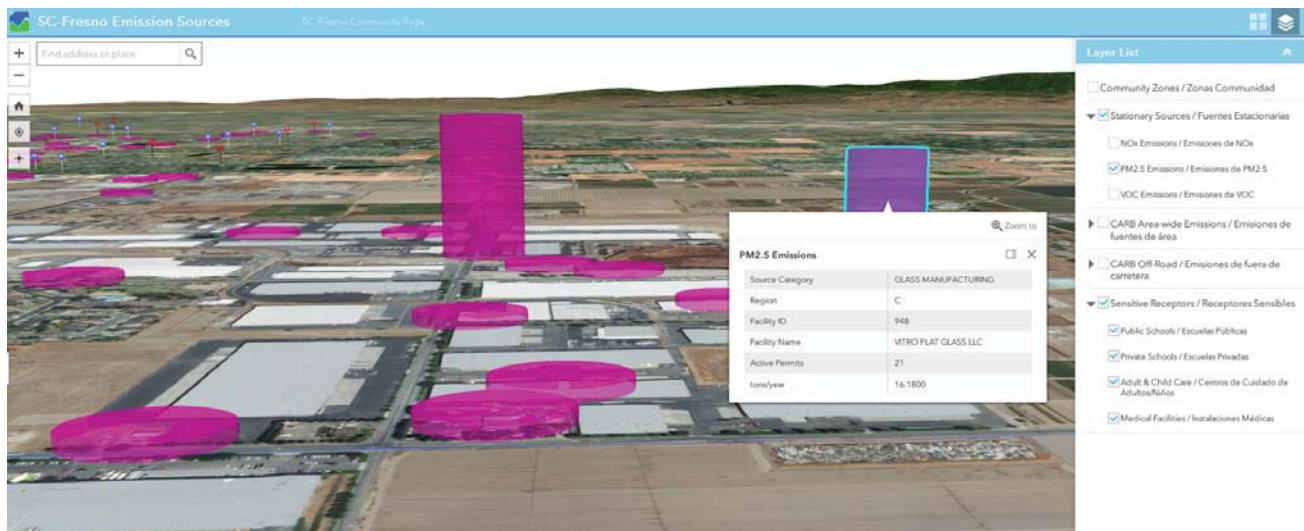 SC-Fresno Emission Sources
SC-Fresno Community Page
Find address or place
Layer List
Community Zones / Zonas Communidad
Stationary Sources / Fuentes Estacionarias
NOx Emissions / Emisiones de NOx
PM2.5 Emissions / Emisiones de PM2.5
VOC Emissions / Emisiones de VOC
CARB Area-wide Emissions / Emisiones de
fuentes de área
CARB Off-Road / Emisiones de fuera de
carretera
Sensitive Receptors / Receptores Sensibles
Public Schools / Escuelas Públicas
Private Schools / Escuelas Privadas
Adult & Child Care / Centros de Cuidado de
Adultos/Niños
Medical Facilities / Instalaciones Médicas
Zoom to
PM2.5 Emissions
Source Category GLASS MANUFACTURING
Region C
Facility ID 948
Facility Name VITRO FLAT GLASS LLC
Active Permits 21
tons/year 16.1800